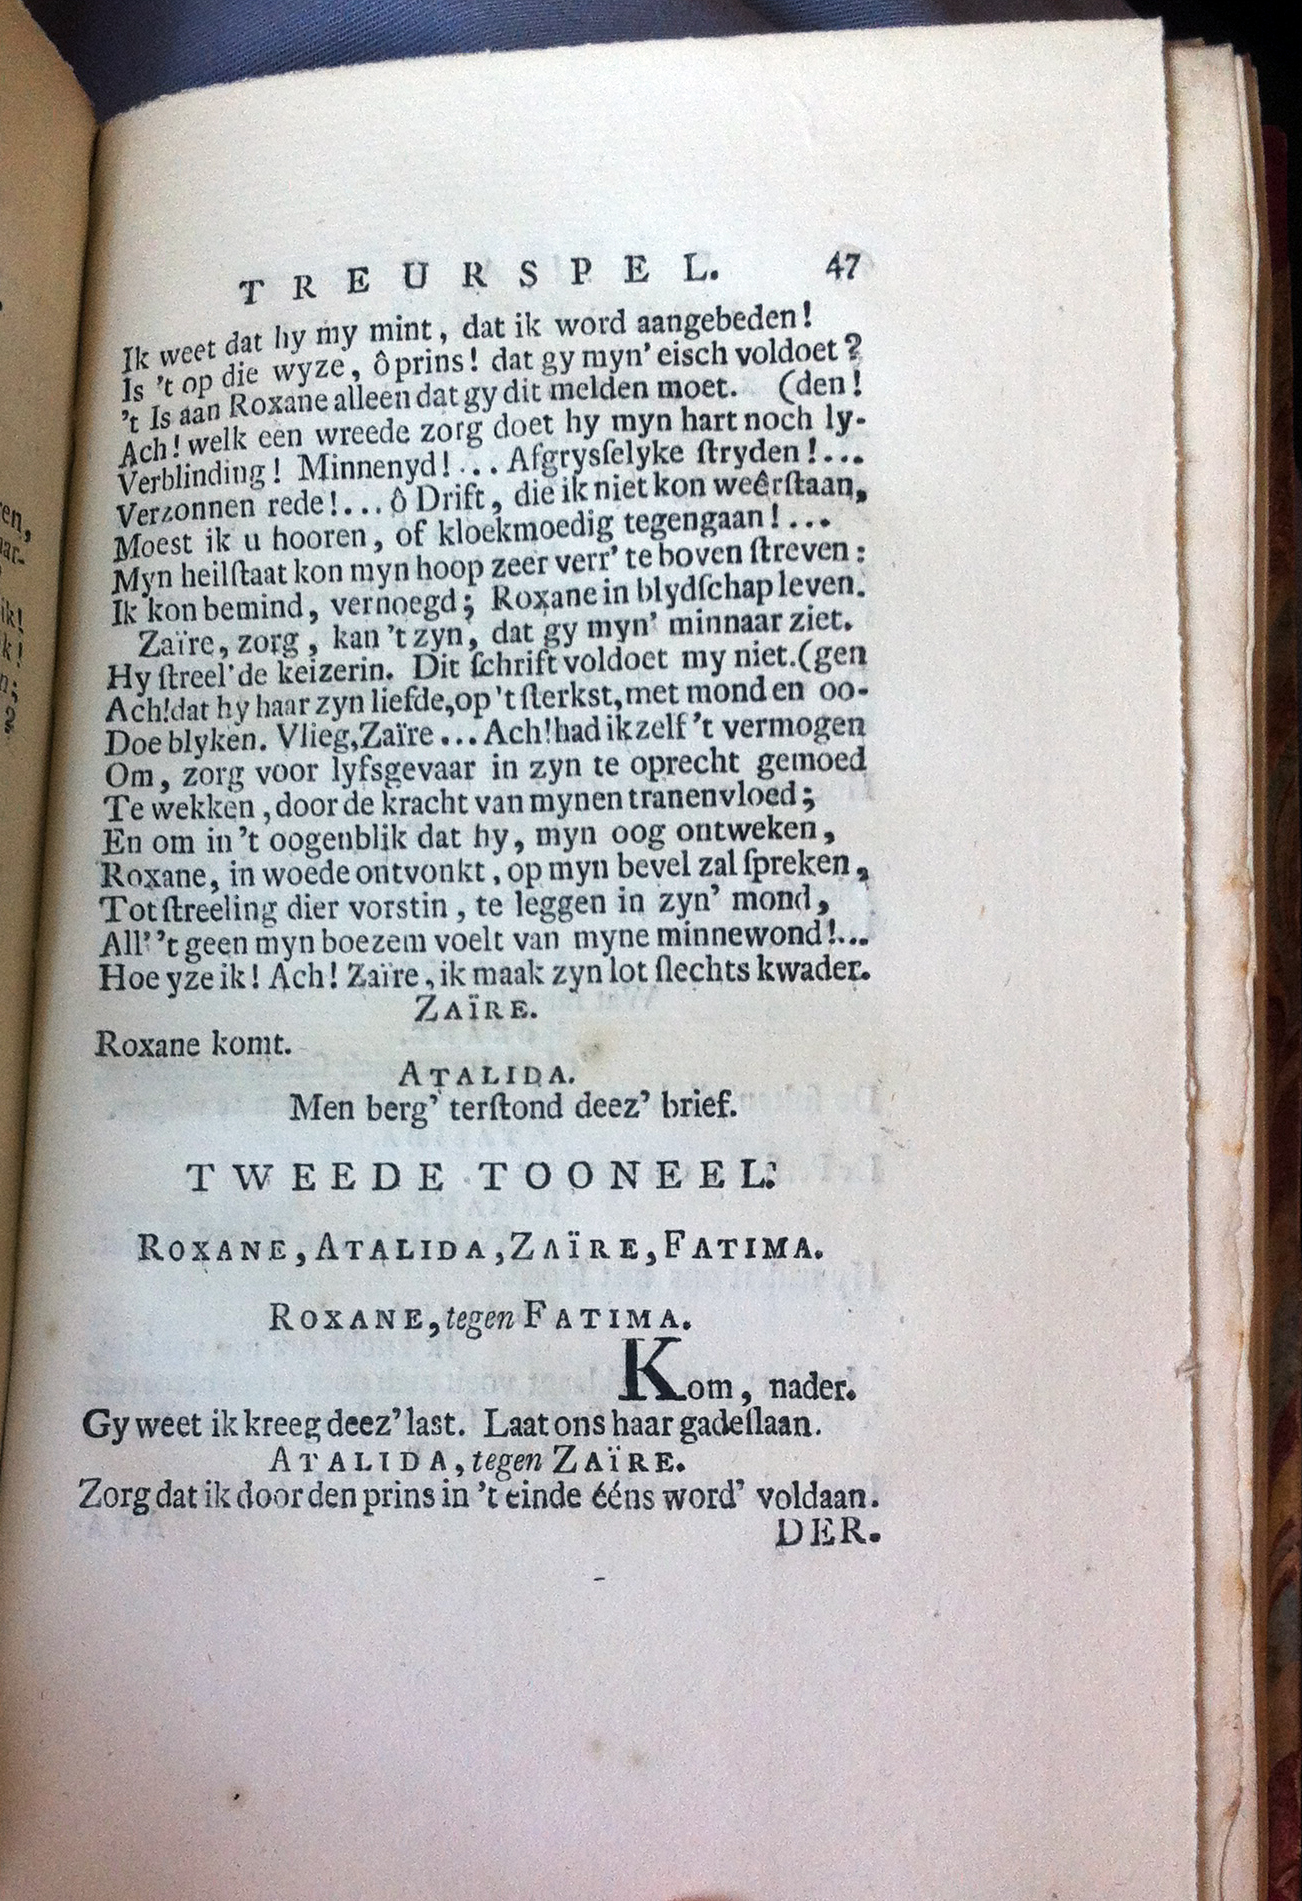 TREURSPEL. 47
Ik weet dat hy my mint, dat ik word aangebeden!
Is 't op die wyze, ô prins! dat gy myn' eisch voldoet?
't Is aan Roxane alleen dat gy dit melden moet. (den!
Ach! welk een wreede zorg doet hy myn hart noch ly-
Verblinding! Minnenyd!... Afgrysſelyke ſtryden!...
Verzonnen rede!... ô Drift, die ik niet kon weêrſtaan,
Moest ik u hooren, of kloekmoedig tegengaan!...
Myn heilſtaat kon myn hoop zeer verr' te boven ſtreven:
Ik kon bemind, vernoegd; Roxane in blydſchap leven.
Zaïre, zorg, kan 't zyn, dat gy myn' minnaar ziet.
Hy ſtreel' de keizerin. Dit ſchrift voldoet my niet. (gen
Ach! dat hy haar zyn liefde, op 't ſterkst, met mond en oo-
Doe blyken. Vlieg, Zaïre... Ach! had ik zelf 't vermogen
Om, zorg voor lyfsgevaar in zyn te oprecht gemoed
Te wekken, door de kracht van mynen tranenvloed;
En om in 't oogenblik dat hy, myn oog ontweken,
Roxane, in woede ontvonkt, op myn bevel zal ſpreken,
Tot ſtreeling dier vorstin, te leggen in zyn' mond,
All' 't geen myn boezem voelt van myne minnewond!...
Hoe yze ik! Ach! Zaïre, ik maak zyn lot ſlechts kwader.
ZAÏRE.
Roxane komt.
ATALIDA.
Men berg' terſtond deez' brief.
TWEEDE TOONEEL.
ROXANE, ATALIDA, ZAÏRE, FATIMA.
ROXANE, tegen FATIMA.
Kom, nader.
Gy weet ik kreeg deez' last. Laat ons haar gadeſlaan.
ATALIDA, tegen ZAÏRE.
Zorg dat ik door den prins in 't einde ééns word' voldaan.
DER.